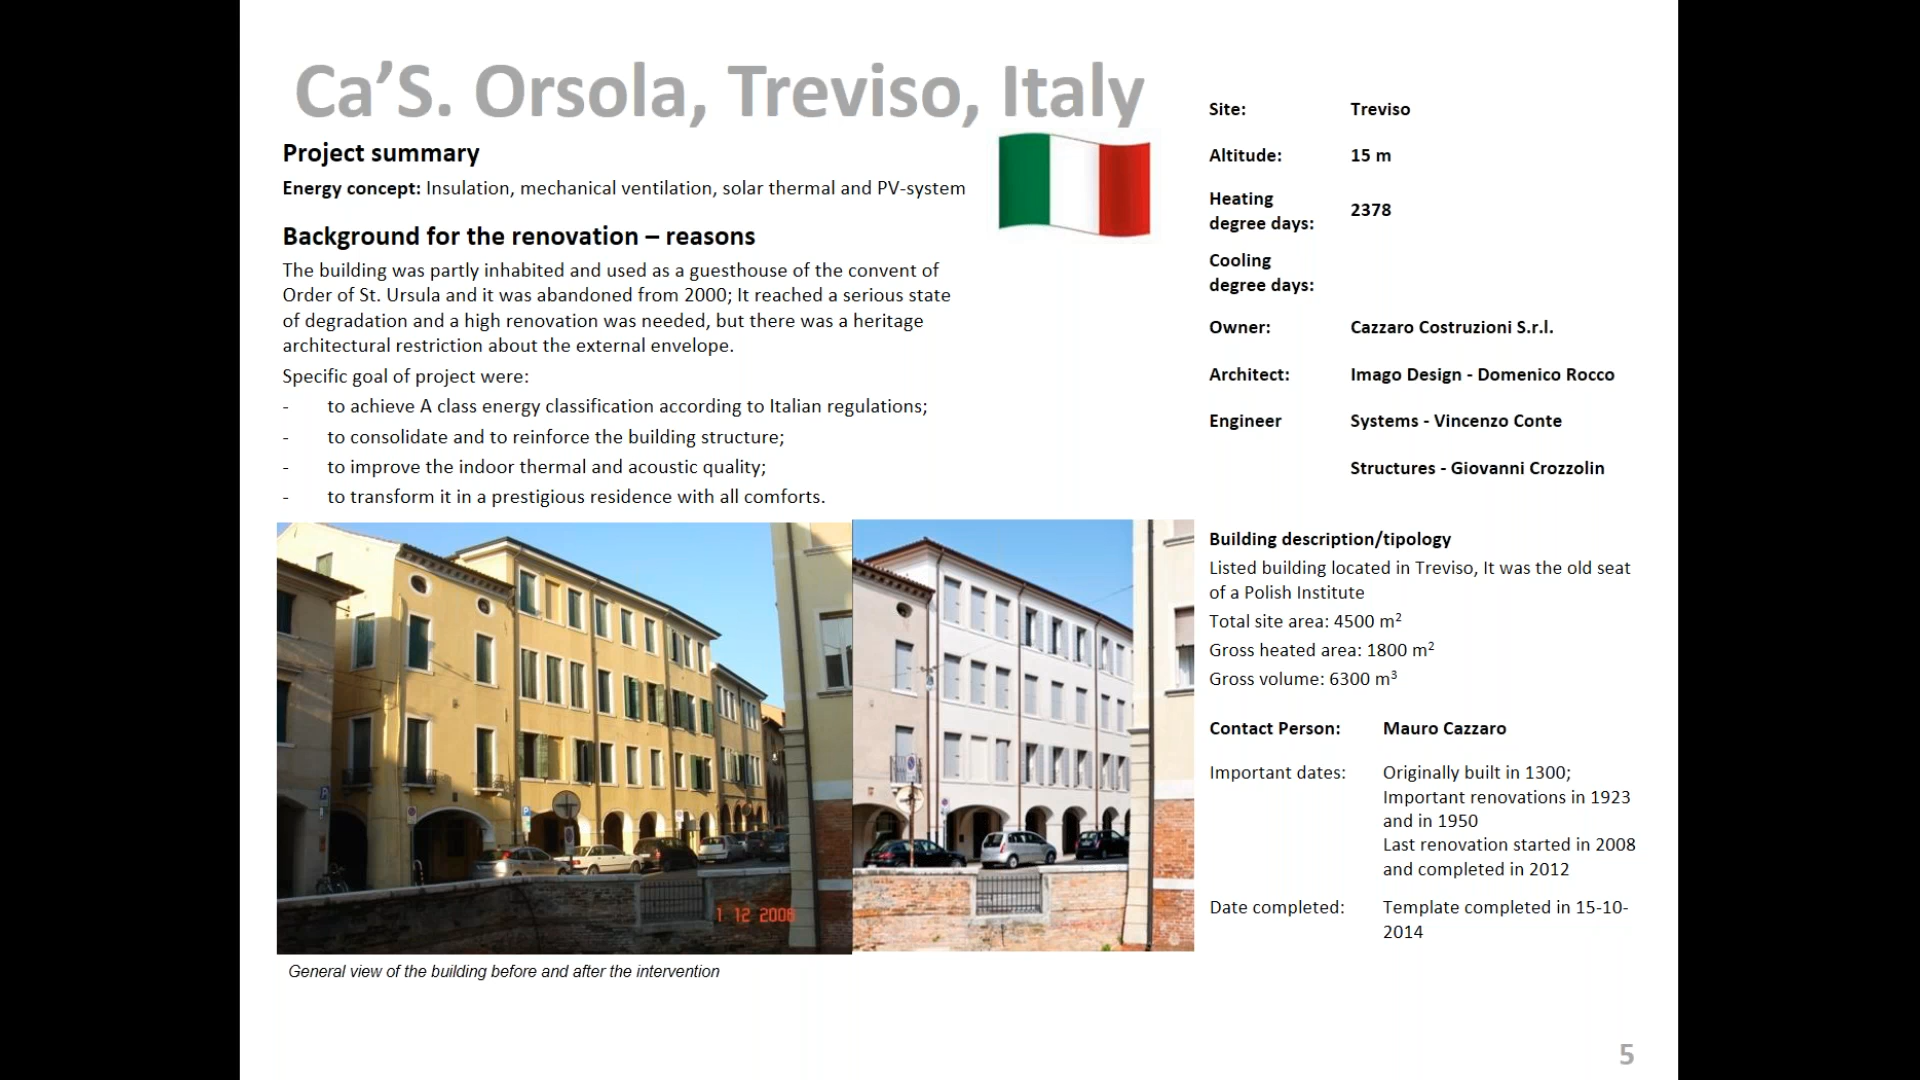 Ca’S. Orsola, Treviso, Italy
Project summary
Energy concept: Insulation, mechanical ventilation, solar thermal and PV-system
Background for the renovation – reasons
The building was partly inhabited and used as a guesthouse of the convent of
Order of St. Ursula and it was abandoned from 2000; It reached a serious state
of degradation and a high renovation was needed, but there was a heritage
architectural restriction about the external envelope.
Specific goal of project were:
- to achieve A class energy classification according to Italian regulations;
- to consolidate and to reinforce the building structure;
- to improve the indoor thermal and acoustic quality;
- to transform it in a prestigious residence with all comforts.
1 12 2006
General view of the building before and after the intervention
Site: Treviso
Altitude: 15 m
Heating
degree days: 2378
Cooling
degree days:
Owner: Cazzaro Costruzioni S.r.l.
Architect: Imago Design - Domenico Rocco
Engineer Systems - Vincenzo Conte
Structures - Giovanni Crozzolin
Building description/tipology
Listed building located in Treviso, It was the old seat
of a Polish Institute
Total site area: 4500 m²
Gross heated area: 1800 m²
Gross volume: 6300 m³
Contact Person: Mauro Cazzaro
Important dates: Originally built in 1300;
Important renovations in 1923
and in 1950
Last renovation started in 2008
and completed in 2012
Date completed: Template completed in 15-10-
2014
5